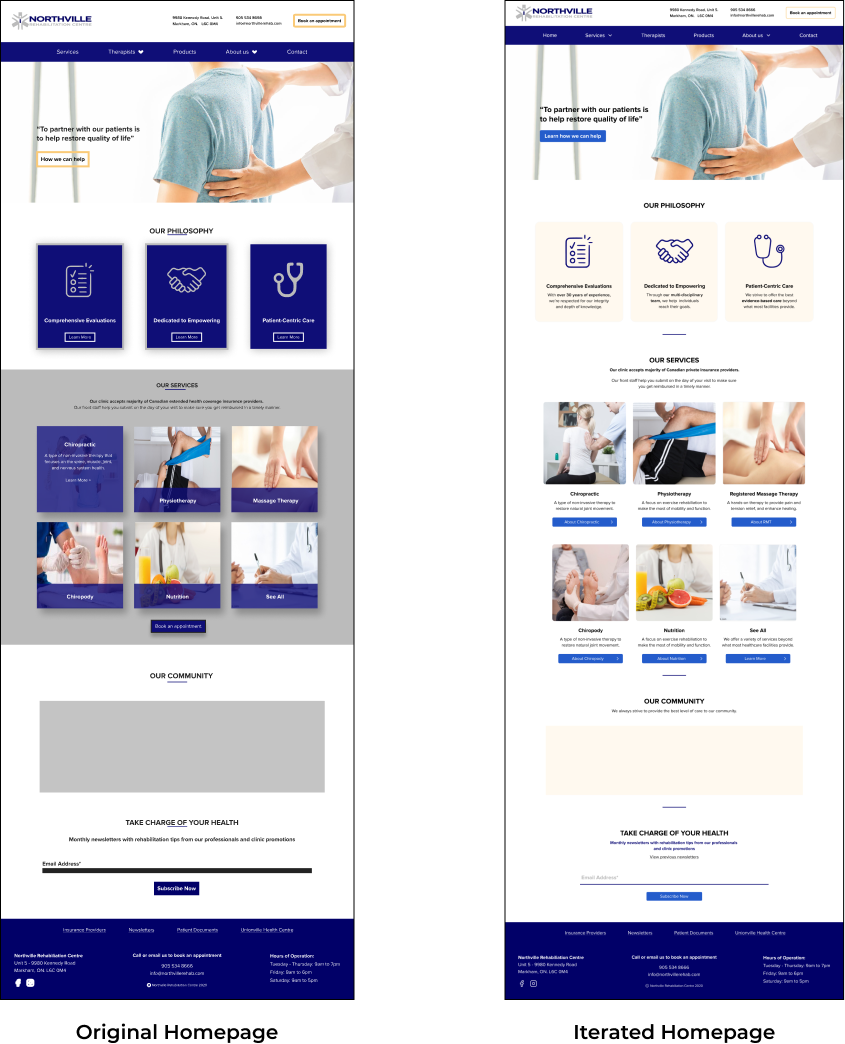 NORTHVILLE
REHABILITATION CENTRE
9980 Kennedy Road, Unit 5.
Markham, ON. L6C 0M4
905 534 8666
info@northvillerehab.com
Book an appointment
Services
Therapists
Products
About us
Contact
“To partner with our patients is
to help restore quality of life”
How we can help
OUR PHILOSOPHY
Comprehensive Evaluations
Learn More
Dedicated to Empowering
Learn More
Patient-Centric Care
Learn More
OUR SERVICES
Our clinic accepts majority of Canadian extended health coverage insurance providers.
Our front staff help you submit on the day of your visit to make sure you get reimbursed in a timely manner.
Chiropractic
A type of non-invasive therapy that
focuses on the spine, muscle, joint,
and nervous system health.
Learn More >
Physiotherapy
Massage Therapy
Chiropody
Nutrition
See All
Book an appointment
OUR COMMUNITY
TAKE CHARGE OF YOUR HEALTH
Monthly newsletters with rehabilitation tips from our professionals and clinic promotions
Email Address*
Subscribe Now
Insurance Providers
Newsletters
Patient Documents
Unionville Health Centre
Northville Rehabilitation Centre
Unit 5 - 9980 Kennedy Road
Markham, ON. L6C 0M4
Call or email us to book an appointment
905 534 8666
info@northvillerehab.com
Northville Rehabilitation Centre 2020
Hours of Operation:
Tuesday - Thursday: 9am to 7pm
Friday: 9am to 6pm
Saturday: 9am to 5pm
Original Homepage
NORTHVILLE
REHABILITATION CENTRE
9980 Kennedy Road, Unit 5.
Markham, ON. L6C 0M4
905 534 8666
info@northvillerehab.com
Book an appointment
Home
Services
Therapists
Products
About us
Contact
“To partner with our patients is
to help restore quality of life”
Learn how we can help
OUR PHILOSOPHY
Comprehensive Evaluations
With over 30 years of experience,
we're respected for our integrity
and depth of knowledge.
Dedicated to Empowering
Through our multi-disciplinary
team, we help individuals
reach their goals.
Patient-Centric Care
We strive to offer the best
evidence-based care beyond
what most facilities provide.
OUR SERVICES
Our clinic accepts majority of Canadian private insurance providers.
Our front staff help you submit on the day of your visit to make sure
you get reimbursed in a timely manner.
Chiropractic
A type of non-invasive therapy to
restore natural joint movement.
About Chiropractic >
Physiotherapy
A focus on exercise rehabilitation to
make the most of mobility and function.
About Physiotherapy >
Registered Massage Therapy
A hands-on therapy to provide pain and
tension relief, and enhance healing.
About RMT >
Chiropody
A type of non-invasive therapy to
restore natural joint movement.
About Chiropody >
Nutrition
A focus on exercise rehabilitation to
make the most of mobility and function.
About Nutrition >
See All
We offer a variety of services beyond
what most healthcare facilities provide.
Learn More >
OUR COMMUNITY
We always strive to provide the best level of care to our community.
TAKE CHARGE OF YOUR HEALTH
Monthly newsletters with rehabilitation tips from our professionals
and clinic promotions
View previous newsletters
Email Address*
Subscribe Now
Insurance Providers
Newsletters
Patient Documents
Unionville Health Centre
Northville Rehabilitation Centre
Unit 5 - 9980 Kennedy Road
Markham, ON. L6C 0M4
Call or email us to book an appointment
905 534 8666
info@northvillerehab.com
© Northville Rehabilitation Centre 2020
Hours of Operation:
Tuesday - Thursday: 9am to 7pm
Friday: 9am to 6pm
Saturday: 9am to 5pm
Iterated Homepage